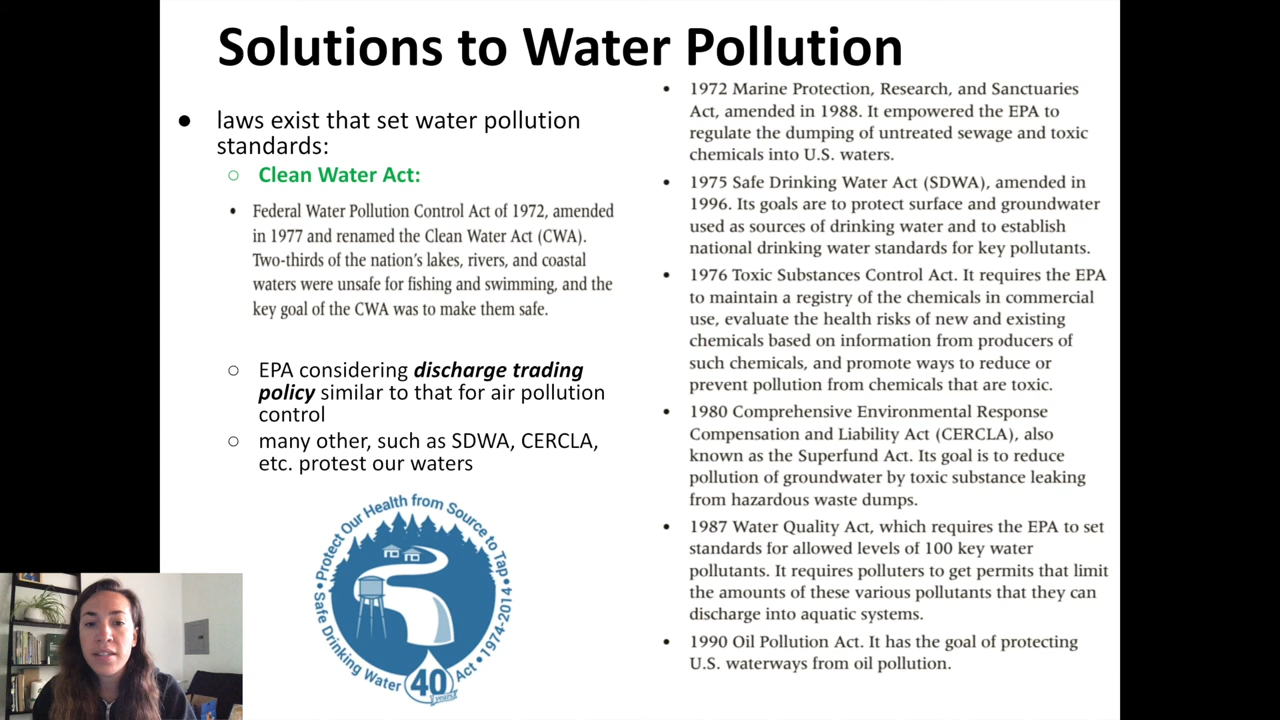 Solutions to Water Pollution
● laws exist that set water pollution
standards:
○ Clean Water Act:
• Federal Water Pollution Control Act of 1972, amended
in 1977 and renamed the Clean Water Act (CWA).
Two-thirds of the nation's lakes, rivers, and coastal
waters were unsafe for fishing and swimming, and the
key goal of the CWA was to make them safe.
○ EPA considering discharge trading
policy similar to that for air pollution
control
○ many other, such as SDWA, CERCLA,
etc. protest our waters
• Protect Our Health from Source to Tap •
Safe Drinking Water Act • 1974-2014
40
years
• 1972 Marine Protection, Research, and Sanctuaries
Act, amended in 1988. It empowered the EPA to
regulate the dumping of untreated sewage and toxic
chemicals into U.S. waters.
• 1975 Safe Drinking Water Act (SDWA), amended in
1996. Its goals are to protect surface and groundwater
used as sources of drinking water and to establish
national drinking water standards for key pollutants.
• 1976 Toxic Substances Control Act. It requires the EPA
to maintain a registry of the chemicals in commercial
use, evaluate the health risks of new and existing
chemicals based on information from producers of
such chemicals, and promote ways to reduce or
prevent pollution from chemicals that are toxic.
• 1980 Comprehensive Environmental Response
Compensation and Liability Act (CERCLA), also
known as the Superfund Act. Its goal is to reduce
pollution of groundwater by toxic substance leaking
from hazardous waste dumps.
• 1987 Water Quality Act, which requires the EPA to set
standards for allowed levels of 100 key water
pollutants. It requires polluters to get permits that limit
the amounts of these various pollutants that they can
discharge into aquatic systems.
• 1990 Oil Pollution Act. It has the goal of protecting
U.S. waterways from oil pollution.